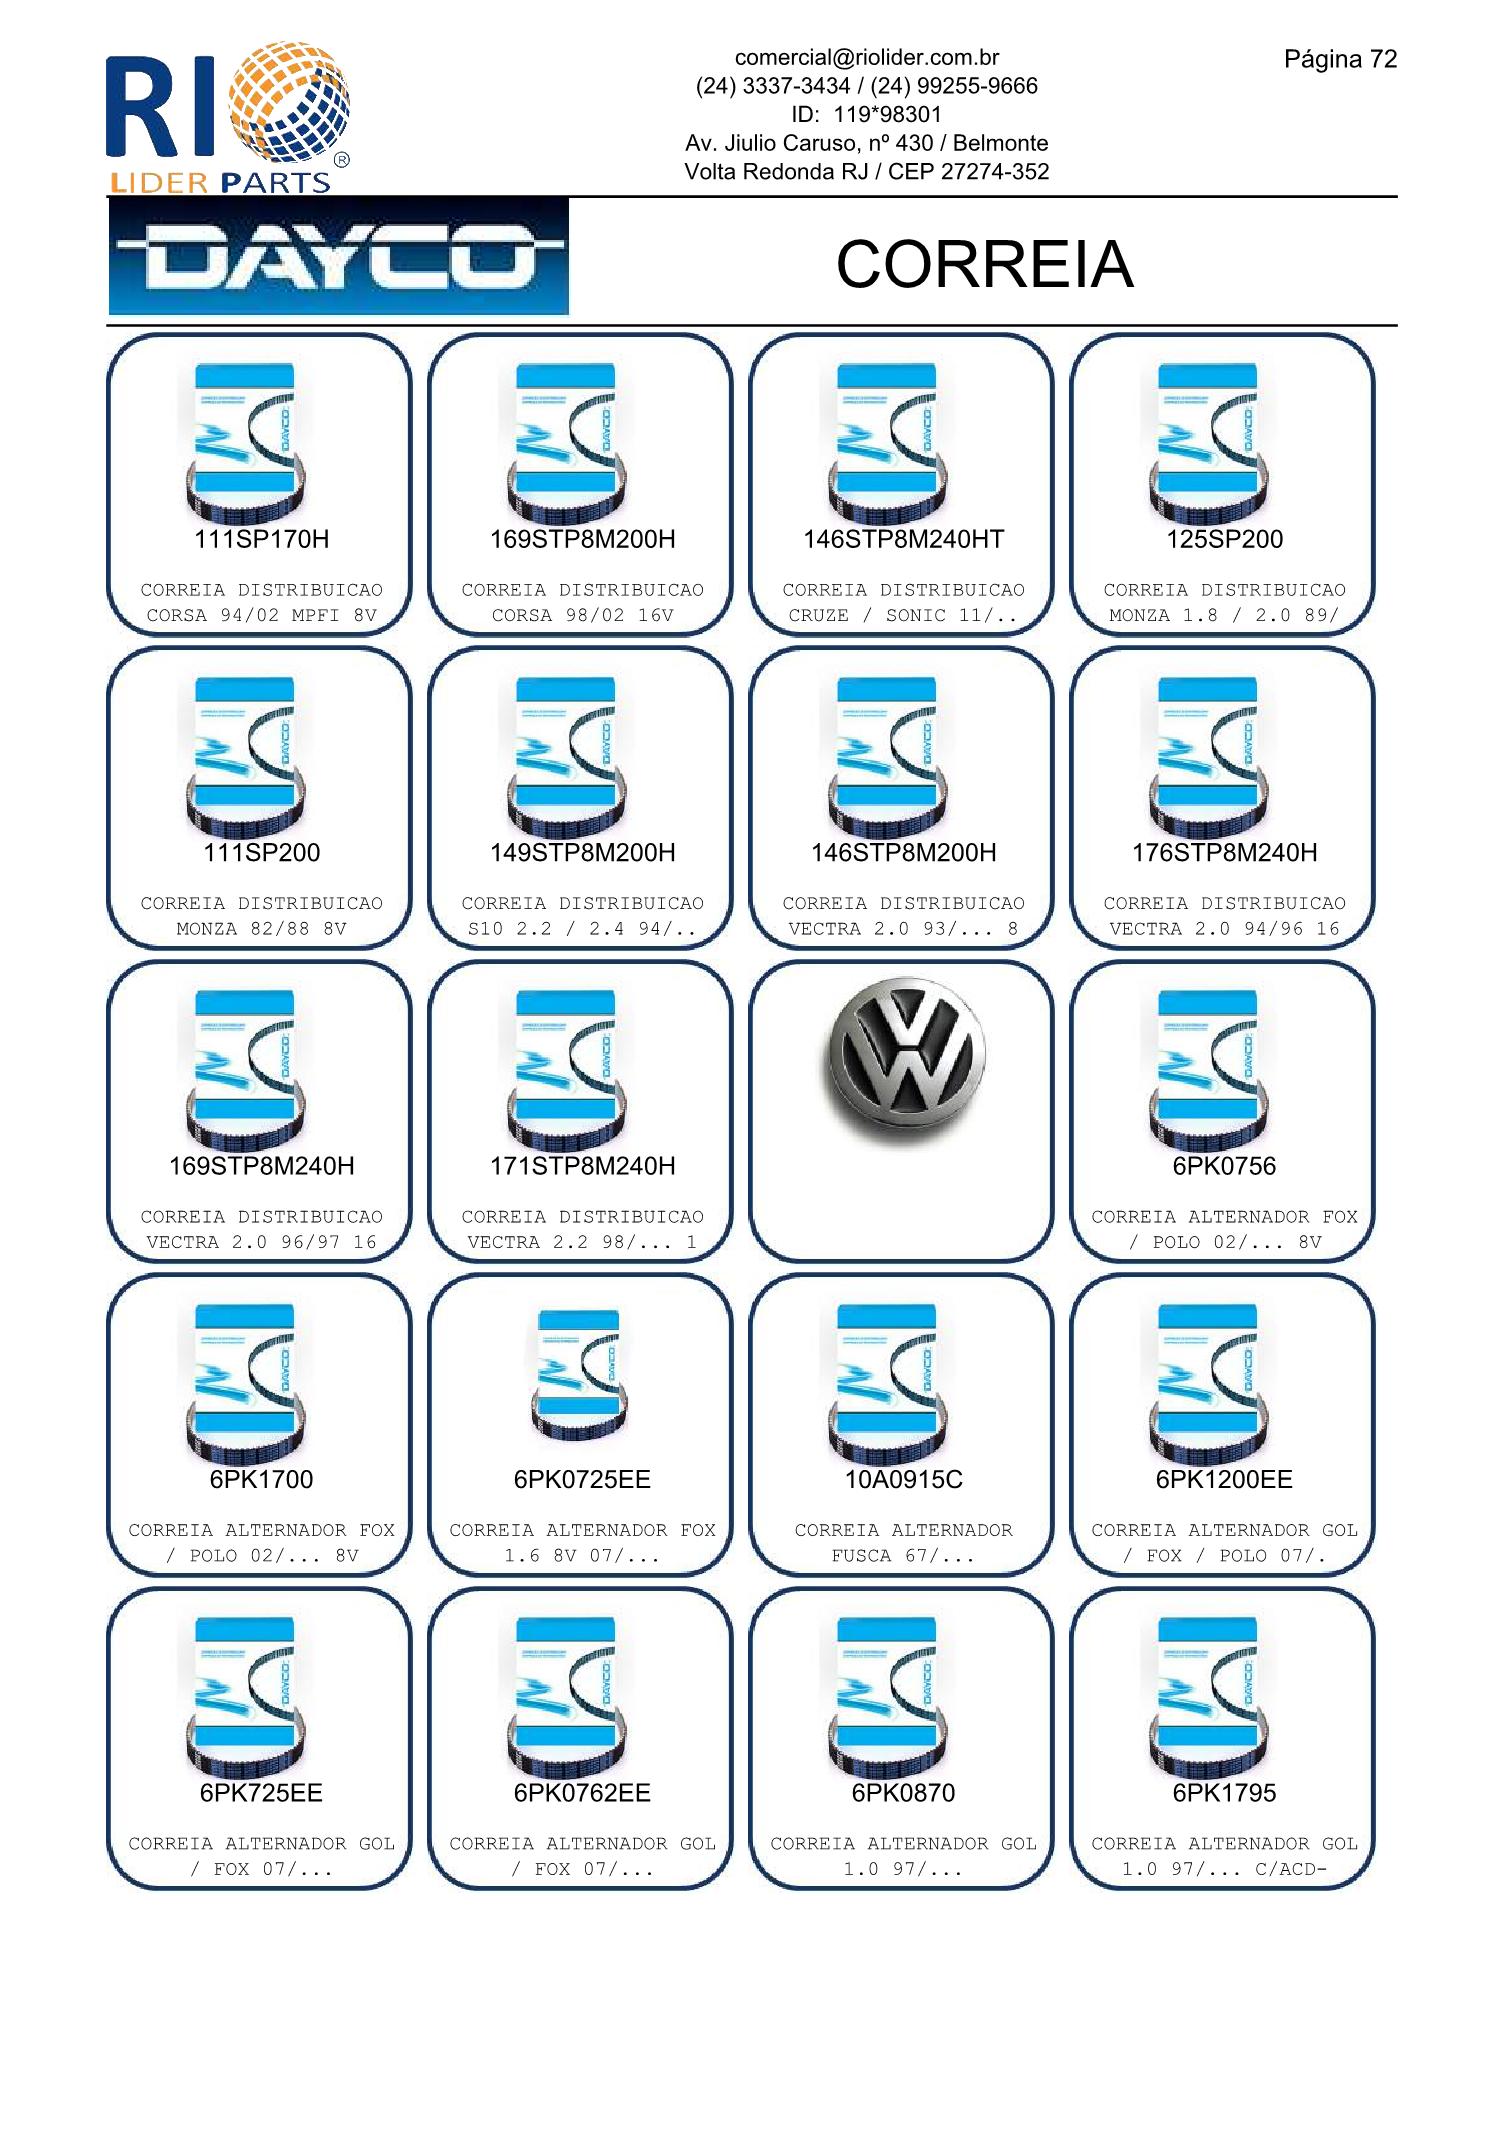 RIO
®
LIDER PARTS
comercial@riolider.com.br
(24) 3337-3434 / (24) 99255-9666
ID: 119*98301
Av. Jiulio Caruso, nº 430 / Belmonte
Volta Redonda RJ / CEP 27274-352
Página 72
DAYCO
CORREIA
111SP170H
CORREIA DISTRIBUICAO
CORSA 94/02 MPFI 8V
169STP8M200H
CORREIA DISTRIBUICAO
CORSA 98/02 16V
146STP8M240HT
CORREIA DISTRIBUICAO
CRUZE / SONIC 11/..
125SP200
CORREIA DISTRIBUICAO
MONZA 1.8 / 2.0 89/
111SP200
CORREIA DISTRIBUICAO
MONZA 82/88 8V
149STP8M200H
CORREIA DISTRIBUICAO
S10 2.2 / 2.4 94/..
146STP8M200H
CORREIA DISTRIBUICAO
VECTRA 2.0 93/... 8
176STP8M240H
CORREIA DISTRIBUICAO
VECTRA 2.0 94/96 16
169STP8M240H
CORREIA DISTRIBUICAO
VECTRA 2.0 96/97 16
171STP8M240H
CORREIA DISTRIBUICAO
VECTRA 2.2 98/... 1
VW
6PK0756
CORREIA ALTERNADOR FOX
/ POLO 02/... 8V
6PK1700
CORREIA ALTERNADOR FOX
/ POLO 02/... 8V
6PK0725EE
CORREIA ALTERNADOR FOX
1.6 8V 07/...
10A0915C
CORREIA ALTERNADOR
FUSCA 67/...
6PK1200EE
CORREIA ALTERNADOR GOL
/ FOX / POLO 07/.
6PK725EE
CORREIA ALTERNADOR GOL
/ FOX 07/...
6PK0762EE
CORREIA ALTERNADOR GOL
/ FOX 07/...
6PK0870
CORREIA ALTERNADOR GOL
1.0 97/...
6PK1795
CORREIA ALTERNADOR GOL
1.0 97/... C/ACD-